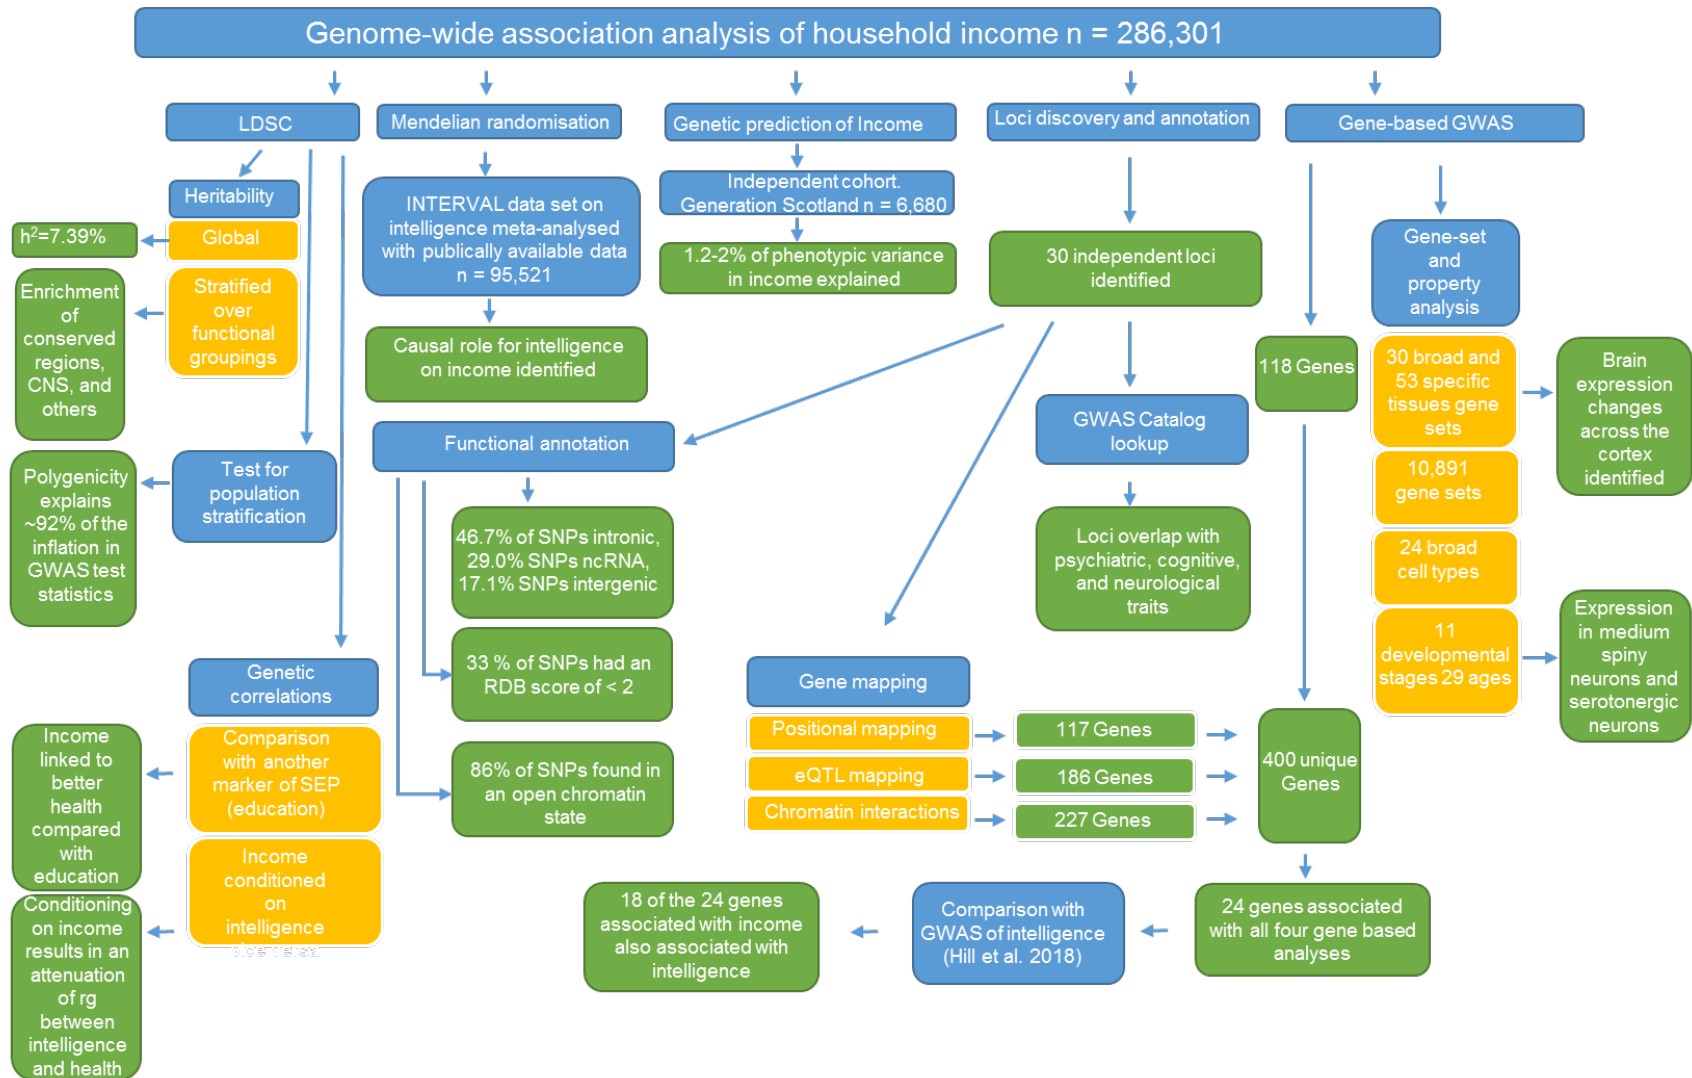 Genome-wide association analysis of household income n = 286,301
LDSC
Mendelian randomisation
Genetic prediction of Income
Loci discovery and annotation
Gene-based GWAS
Heritability
Global
h²=7.39%
Stratified
over
functional
groupings
Enrichment
of
conserved
regions,
CNS, and
others
Test for
population
stratification
Polygenicity
explains
~92% of the
inflation in
GWAS test
statistics
Genetic
correlations
Comparison
with another
marker of SEP
(education)
Income
linked to
better
health
compared
with
education
Income
conditioned
on
intelligence
vice versa
Conditioning
on income
results in an
attenuation
of rg
between
intelligence
and health
INTERVAL data set on
intelligence meta-analysed
with publically available data
n = 95,521
Causal role for intelligence
on income identified
Independent cohort.
Generation Scotland n = 6,680
1.2-2% of phenotypic variance
in income explained
30 independent loci
identified
Functional annotation
46.7% of SNPs intronic,
29.0% SNPs ncRNA,
17.1% SNPs intergenic
33 % of SNPs had an
RDB score of < 2
86% of SNPs found in
an open chromatin
state
GWAS Catalog
lookup
Loci overlap with
psychiatric, cognitive,
and neurological
traits
Gene mapping
Positional mapping
117 Genes
eQTL mapping
186 Genes
Chromatin interactions
227 Genes
118 Genes
400 unique
Genes
24 genes associated
with all four gene based
analyses
Comparison with
GWAS of intelligence
(Hill et al. 2018)
18 of the 24 genes
associated with income
also associated with
intelligence
Gene-set
and
property
analysis
30 broad and
53 specific
tissues gene
sets
10,891
gene sets
24 broad
cell types
11
developmental
stages 29 ages
Brain
expression
changes
across the
cortex
identified
Expression
in medium
spiny
neurons and
serotonergic
neurons